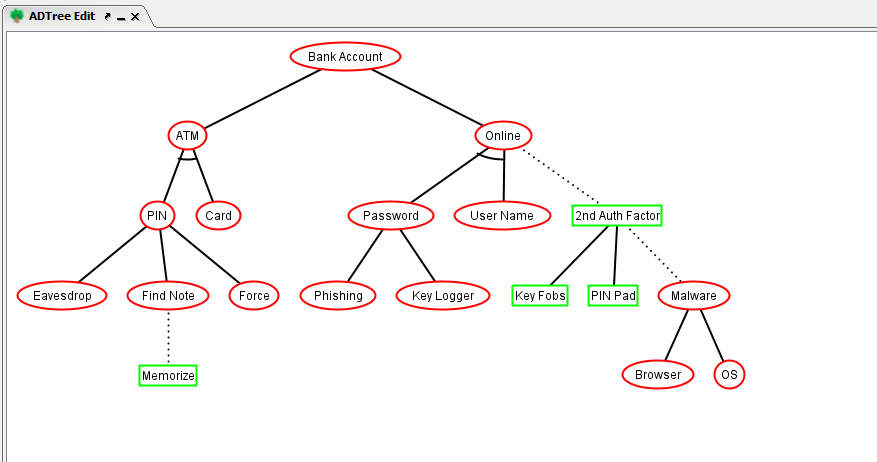 ADTree Edit
Bank Account
ATM
Online
PIN
Card
Password
User Name
2nd Auth Factor
Eavesdrop
Find Note
Force
Phishing
Key Logger
Key Fobs
PIN Pad
Malware
Memorize
Browser
OS